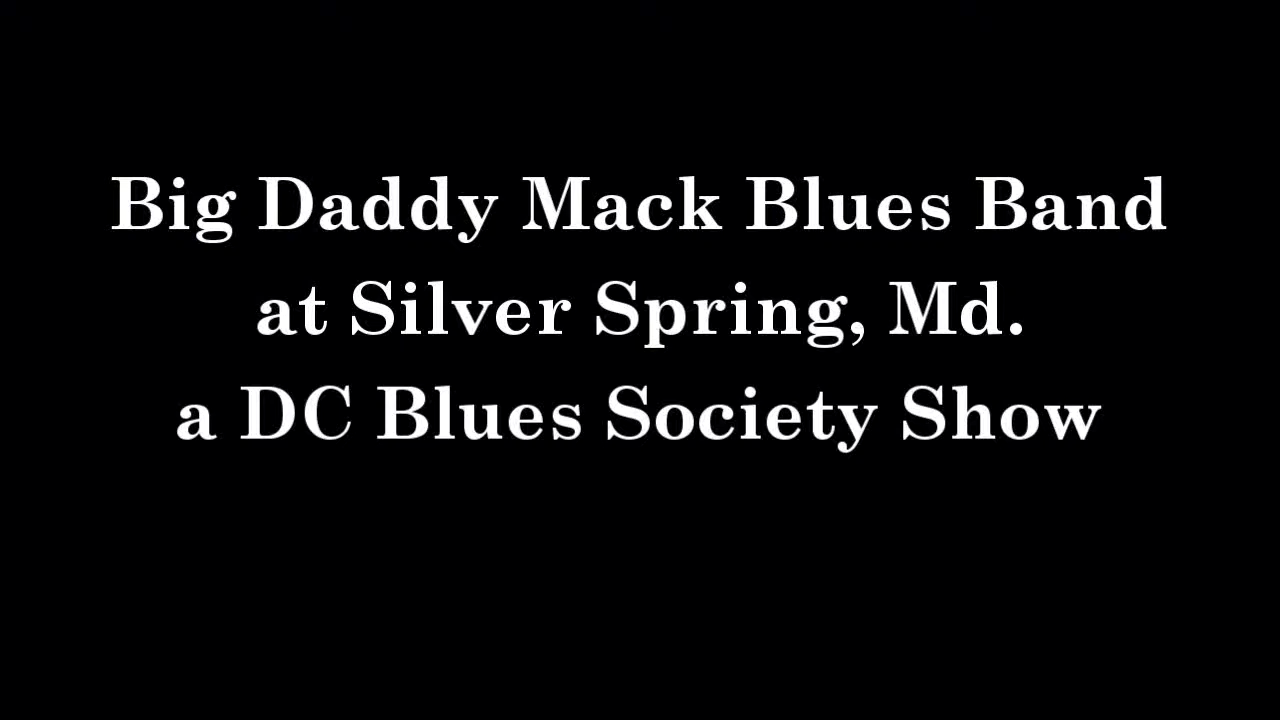 Big Daddy Mack Blues Band
at Silver Spring, Md.
a DC Blues Society Show